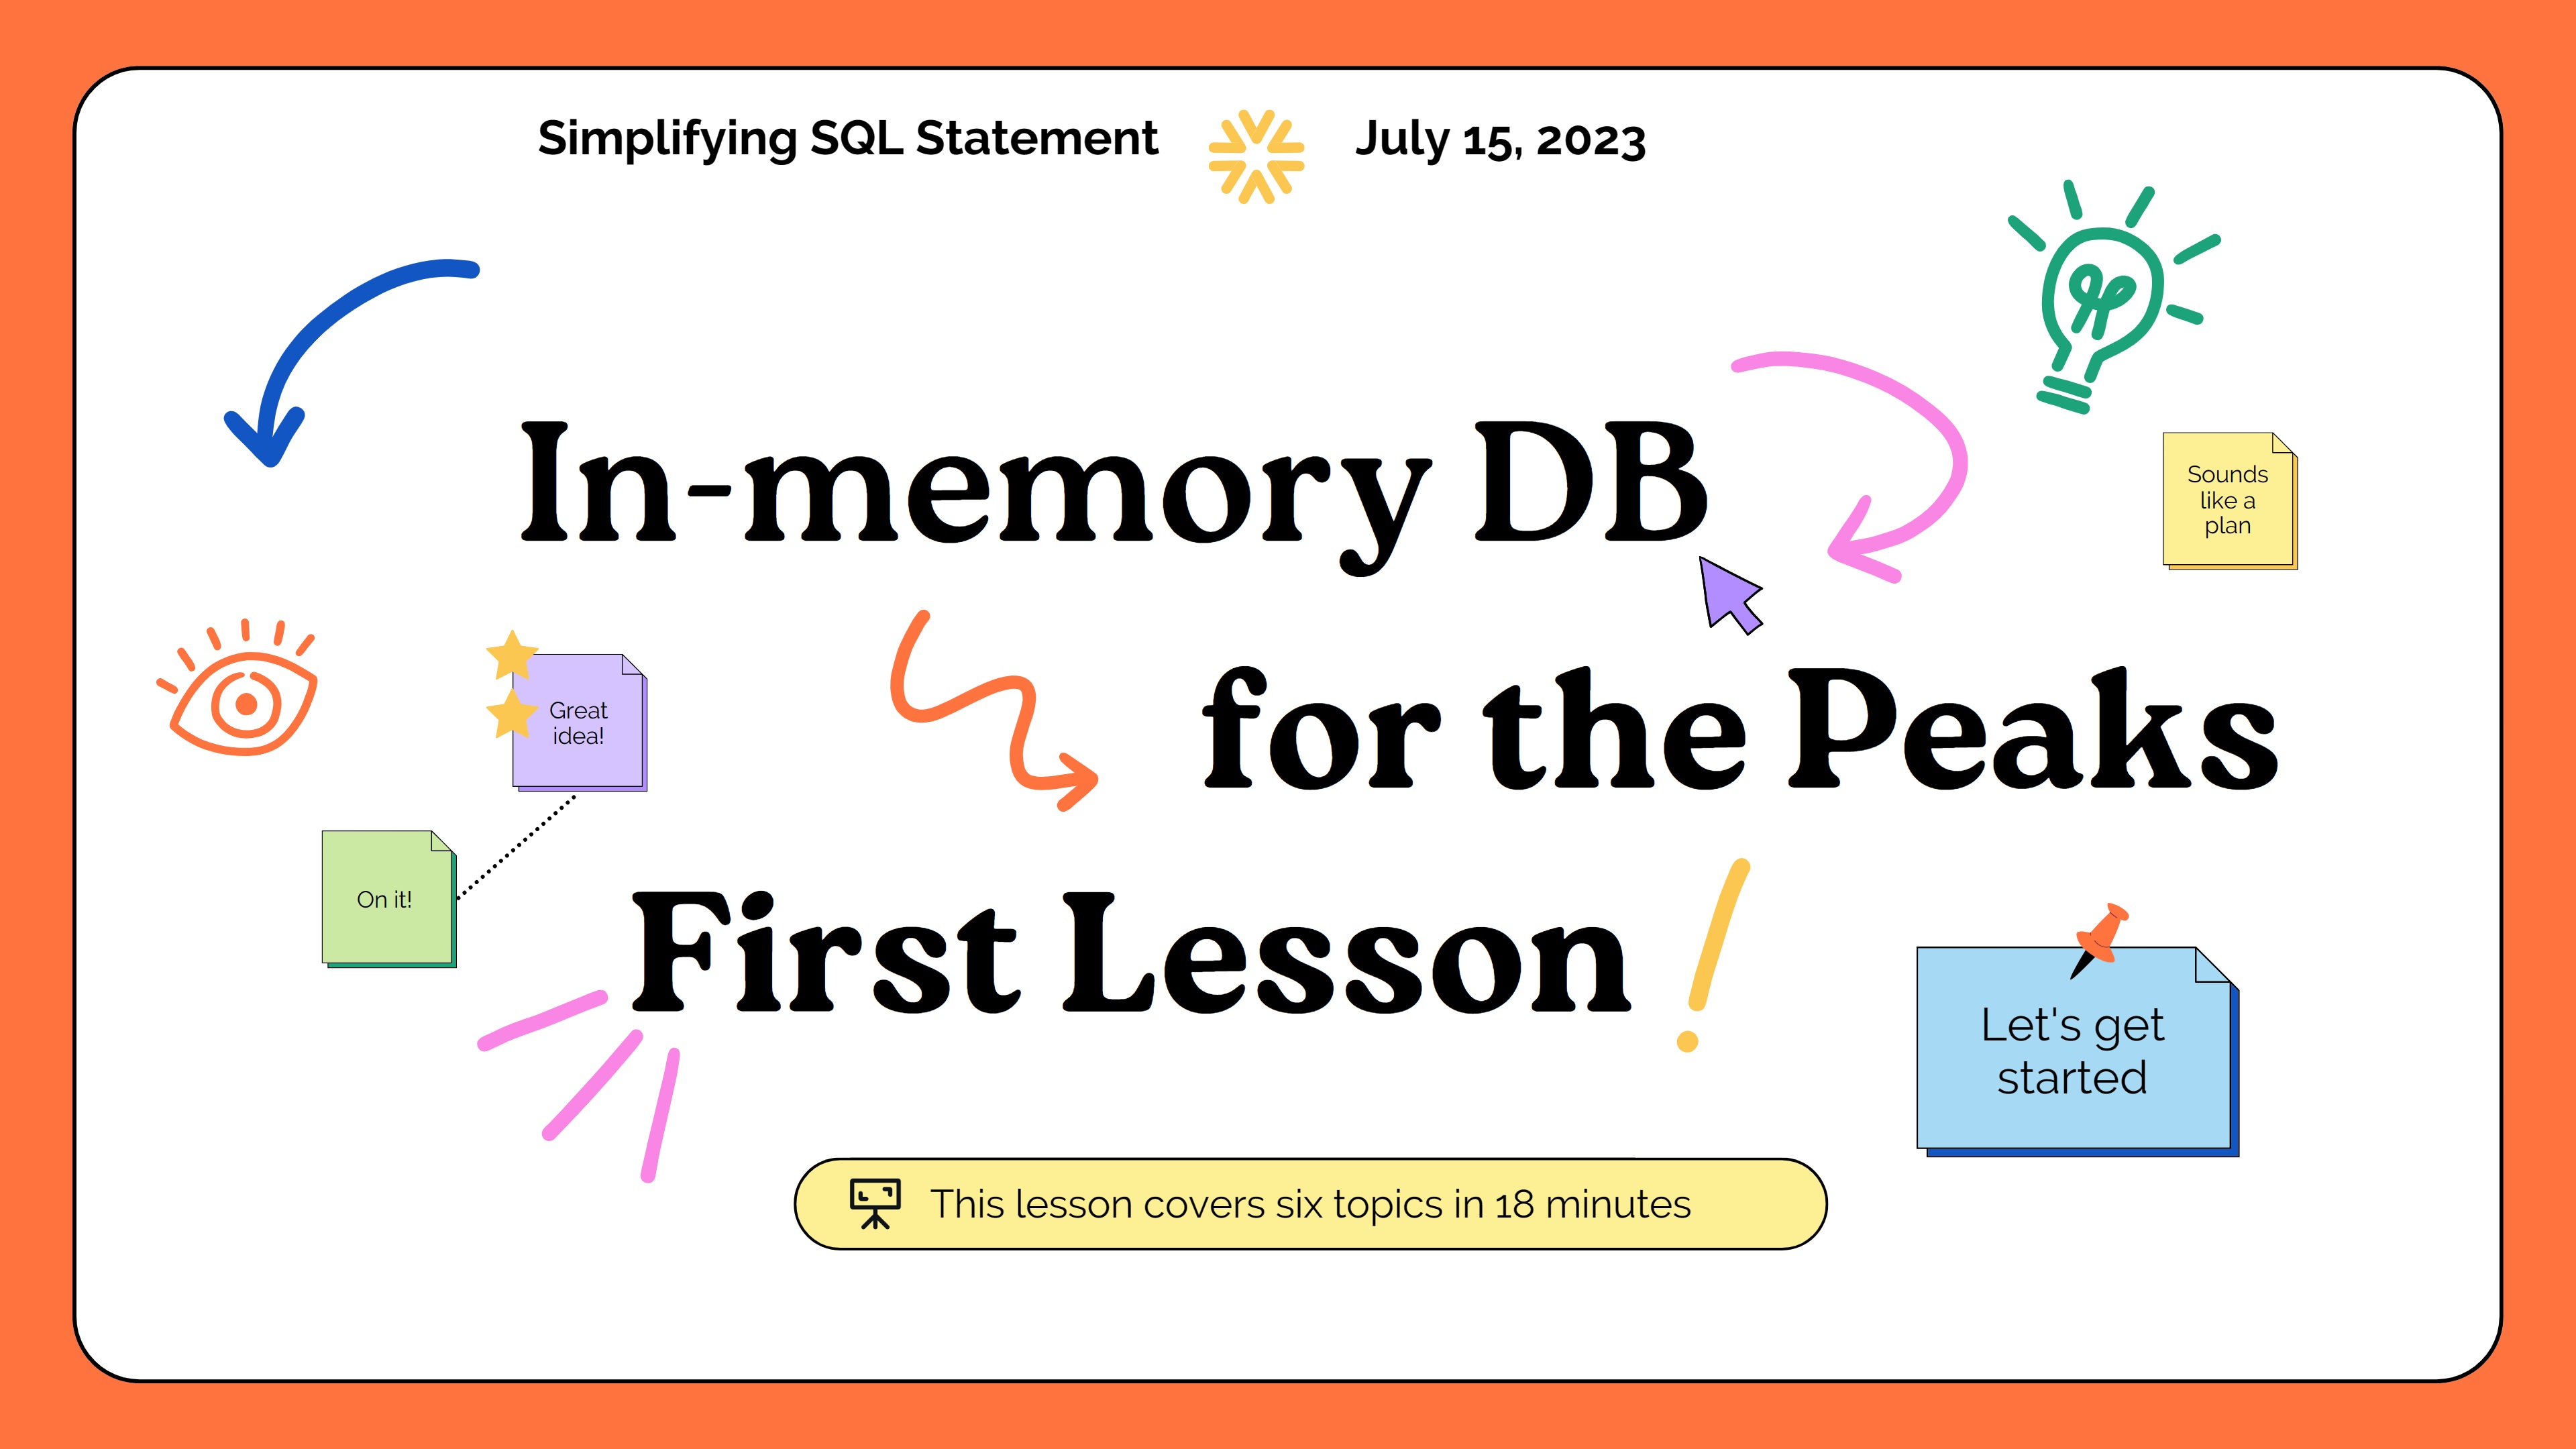 Simplifying SQL Statement
July 15, 2023
In-memory DB
Sounds
like a
plan
for the Peaks
Great
idea!
On it!
First Lesson
Let's get
started
This lesson covers six topics in 18 minutes